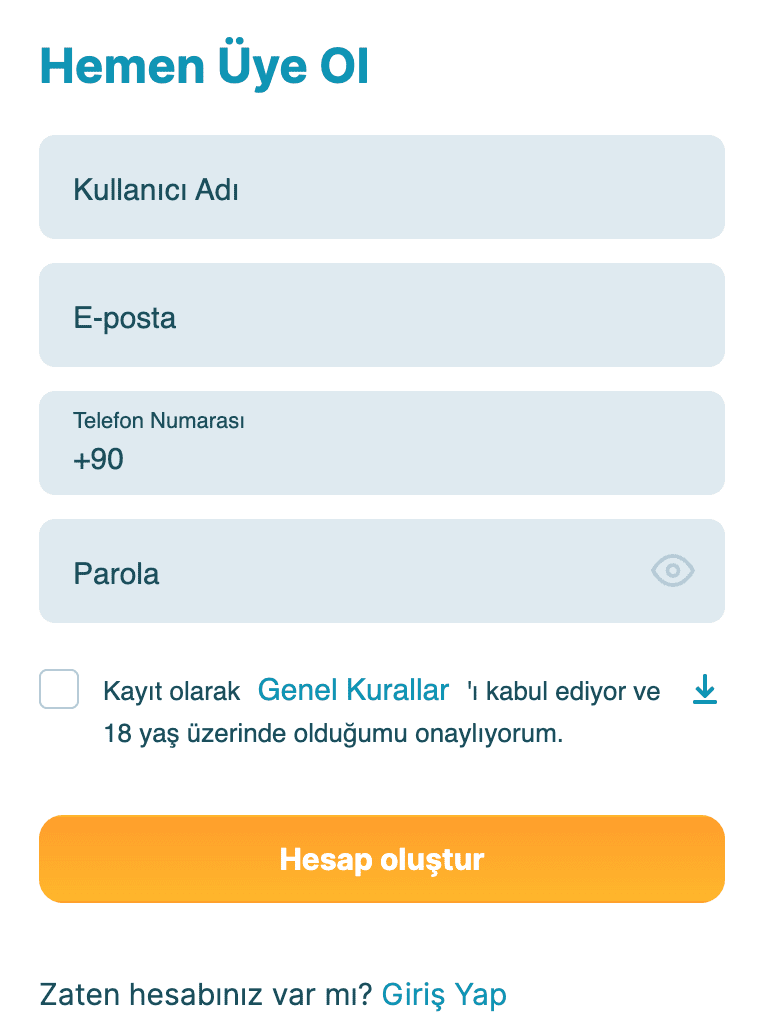 Hemen Üye Ol
Kullanıcı Adı
E-posta
Telefon Numarası
+90
Parola
Kayıt olarak Genel Kurallar 'ı kabul ediyor ve
18 yaş üzerinde olduğumu onaylıyorum.
Hesap oluştur
Zaten hesabınız var mı? Giriş Yap